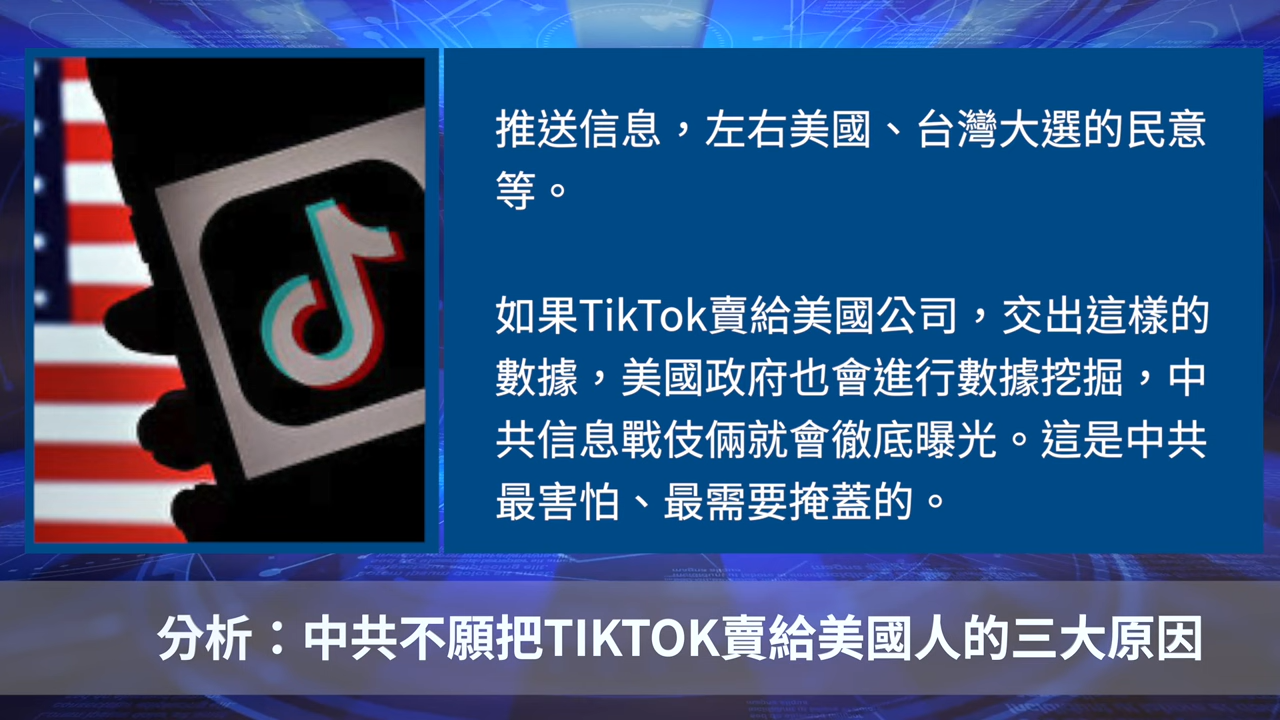 推送信息，左右美國、台灣大選的民意
等。
如果TikTok賣給美國公司，交出這樣的
數據，美國政府也會進行數據挖掘，中
共信息戰伎倆就會徹底曝光。這是中共
最害怕、最需要掩蓋的。
分析：中共不願把TIKTOK賣給美國人的三大原因